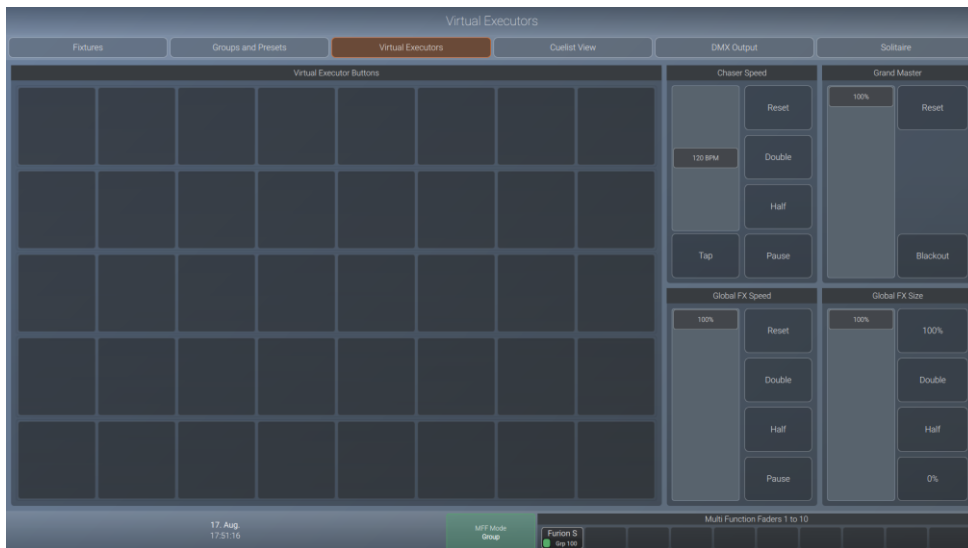 Virtual Executors
Fixtures
Groups and Presets
Virtual Executors
Cuelist View
DMX Output
Solitaire
Virtual Executor Buttons
Chaser Speed
Grand Master
120 BPM
Reset
Double
Half
Tap
Pause
100%
Reset
Blackout
Global FX Speed
Global FX Size
100%
Reset
Double
Half
Pause
100%
100%
Double
Half
0%
17. Aug.
17:51:16
MFF Mode
Group
Multi Function Faders 1 to 10
Furion S
Grp 100